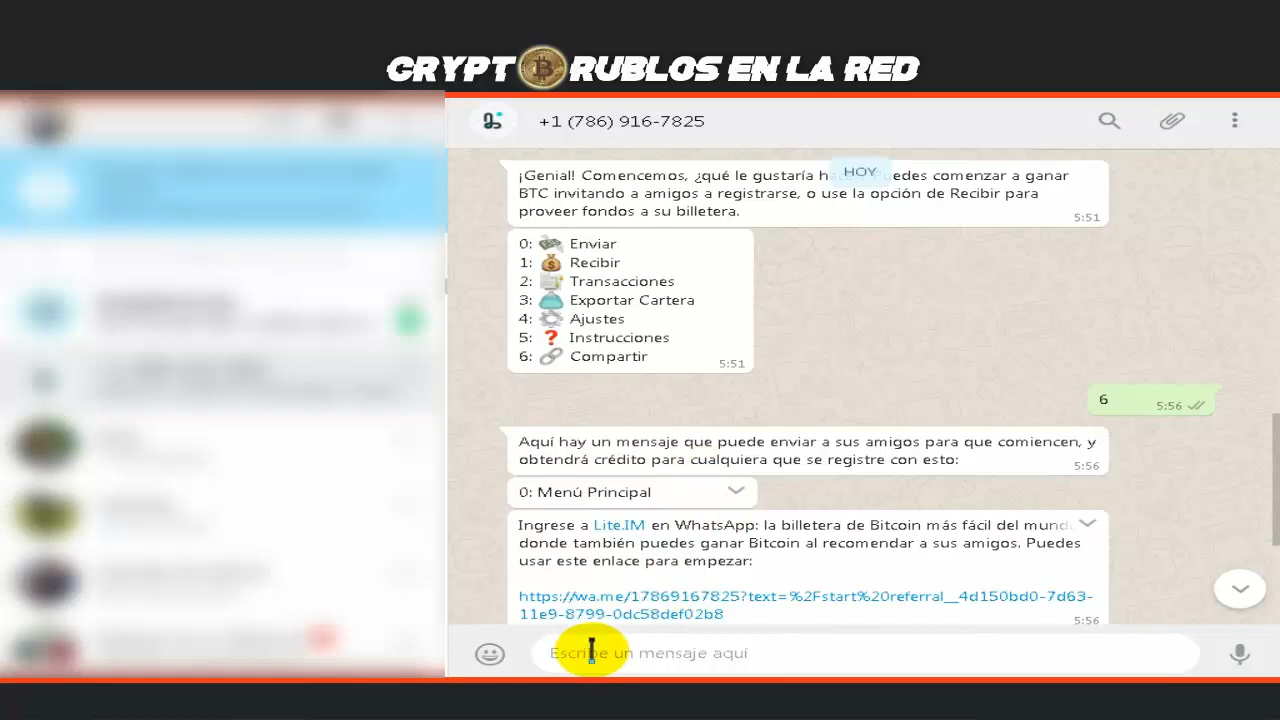 CRYPT RUBLOS EN LA RED
+1 (786) 916-7825
HOY
¡Genial! Comencemos, ¿qué le gustaría uedes comenzar a ganar
BTC invitando a amigos a registrarse, o use la opción de Recibir para
proveer fondos a su billetera.
5:51
0: Enviar
1: Recibir
2: Transacciones
3: Exportar Cartera
4: Ajustes
5: ❓ Instrucciones
6: Compartir
5:51
6
5:56
Aquí hay un mensaje que puede enviar a sus amigos para que comiencen, y
obtendrá crédito para cualquiera que se registre con esto:
5:56
0: Menú Principal
Ingrese a Lite.IM en WhatsApp: la billetera de Bitcoin más fácil del mundo
donde también puedes ganar Bitcoin al recomendar a sus amigos. Puedes
usar este enlace para empezar:
https://wa.me/17869167825?text=%2Fstart%20referral__4d150bd0-7d63-
11e9-8799-0dc58def02b8
5:56
Escribe un mensaje aquí